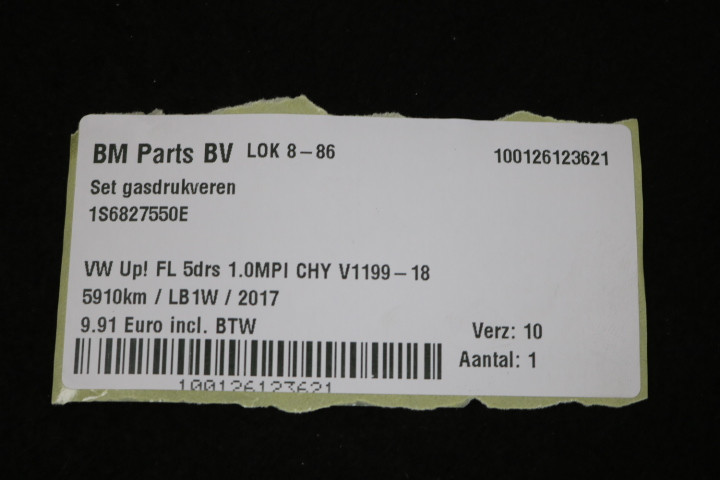 BM Parts BV LOK 8-86 100126123621
Set gasdrukveren
1S6827550E
VW Up! FL 5drs 1.0MPI CHY V1199-18
5910km / LB1W / 2017
9.91 Euro incl. BTW
Verz: 10
Aantal: 1
100126123621